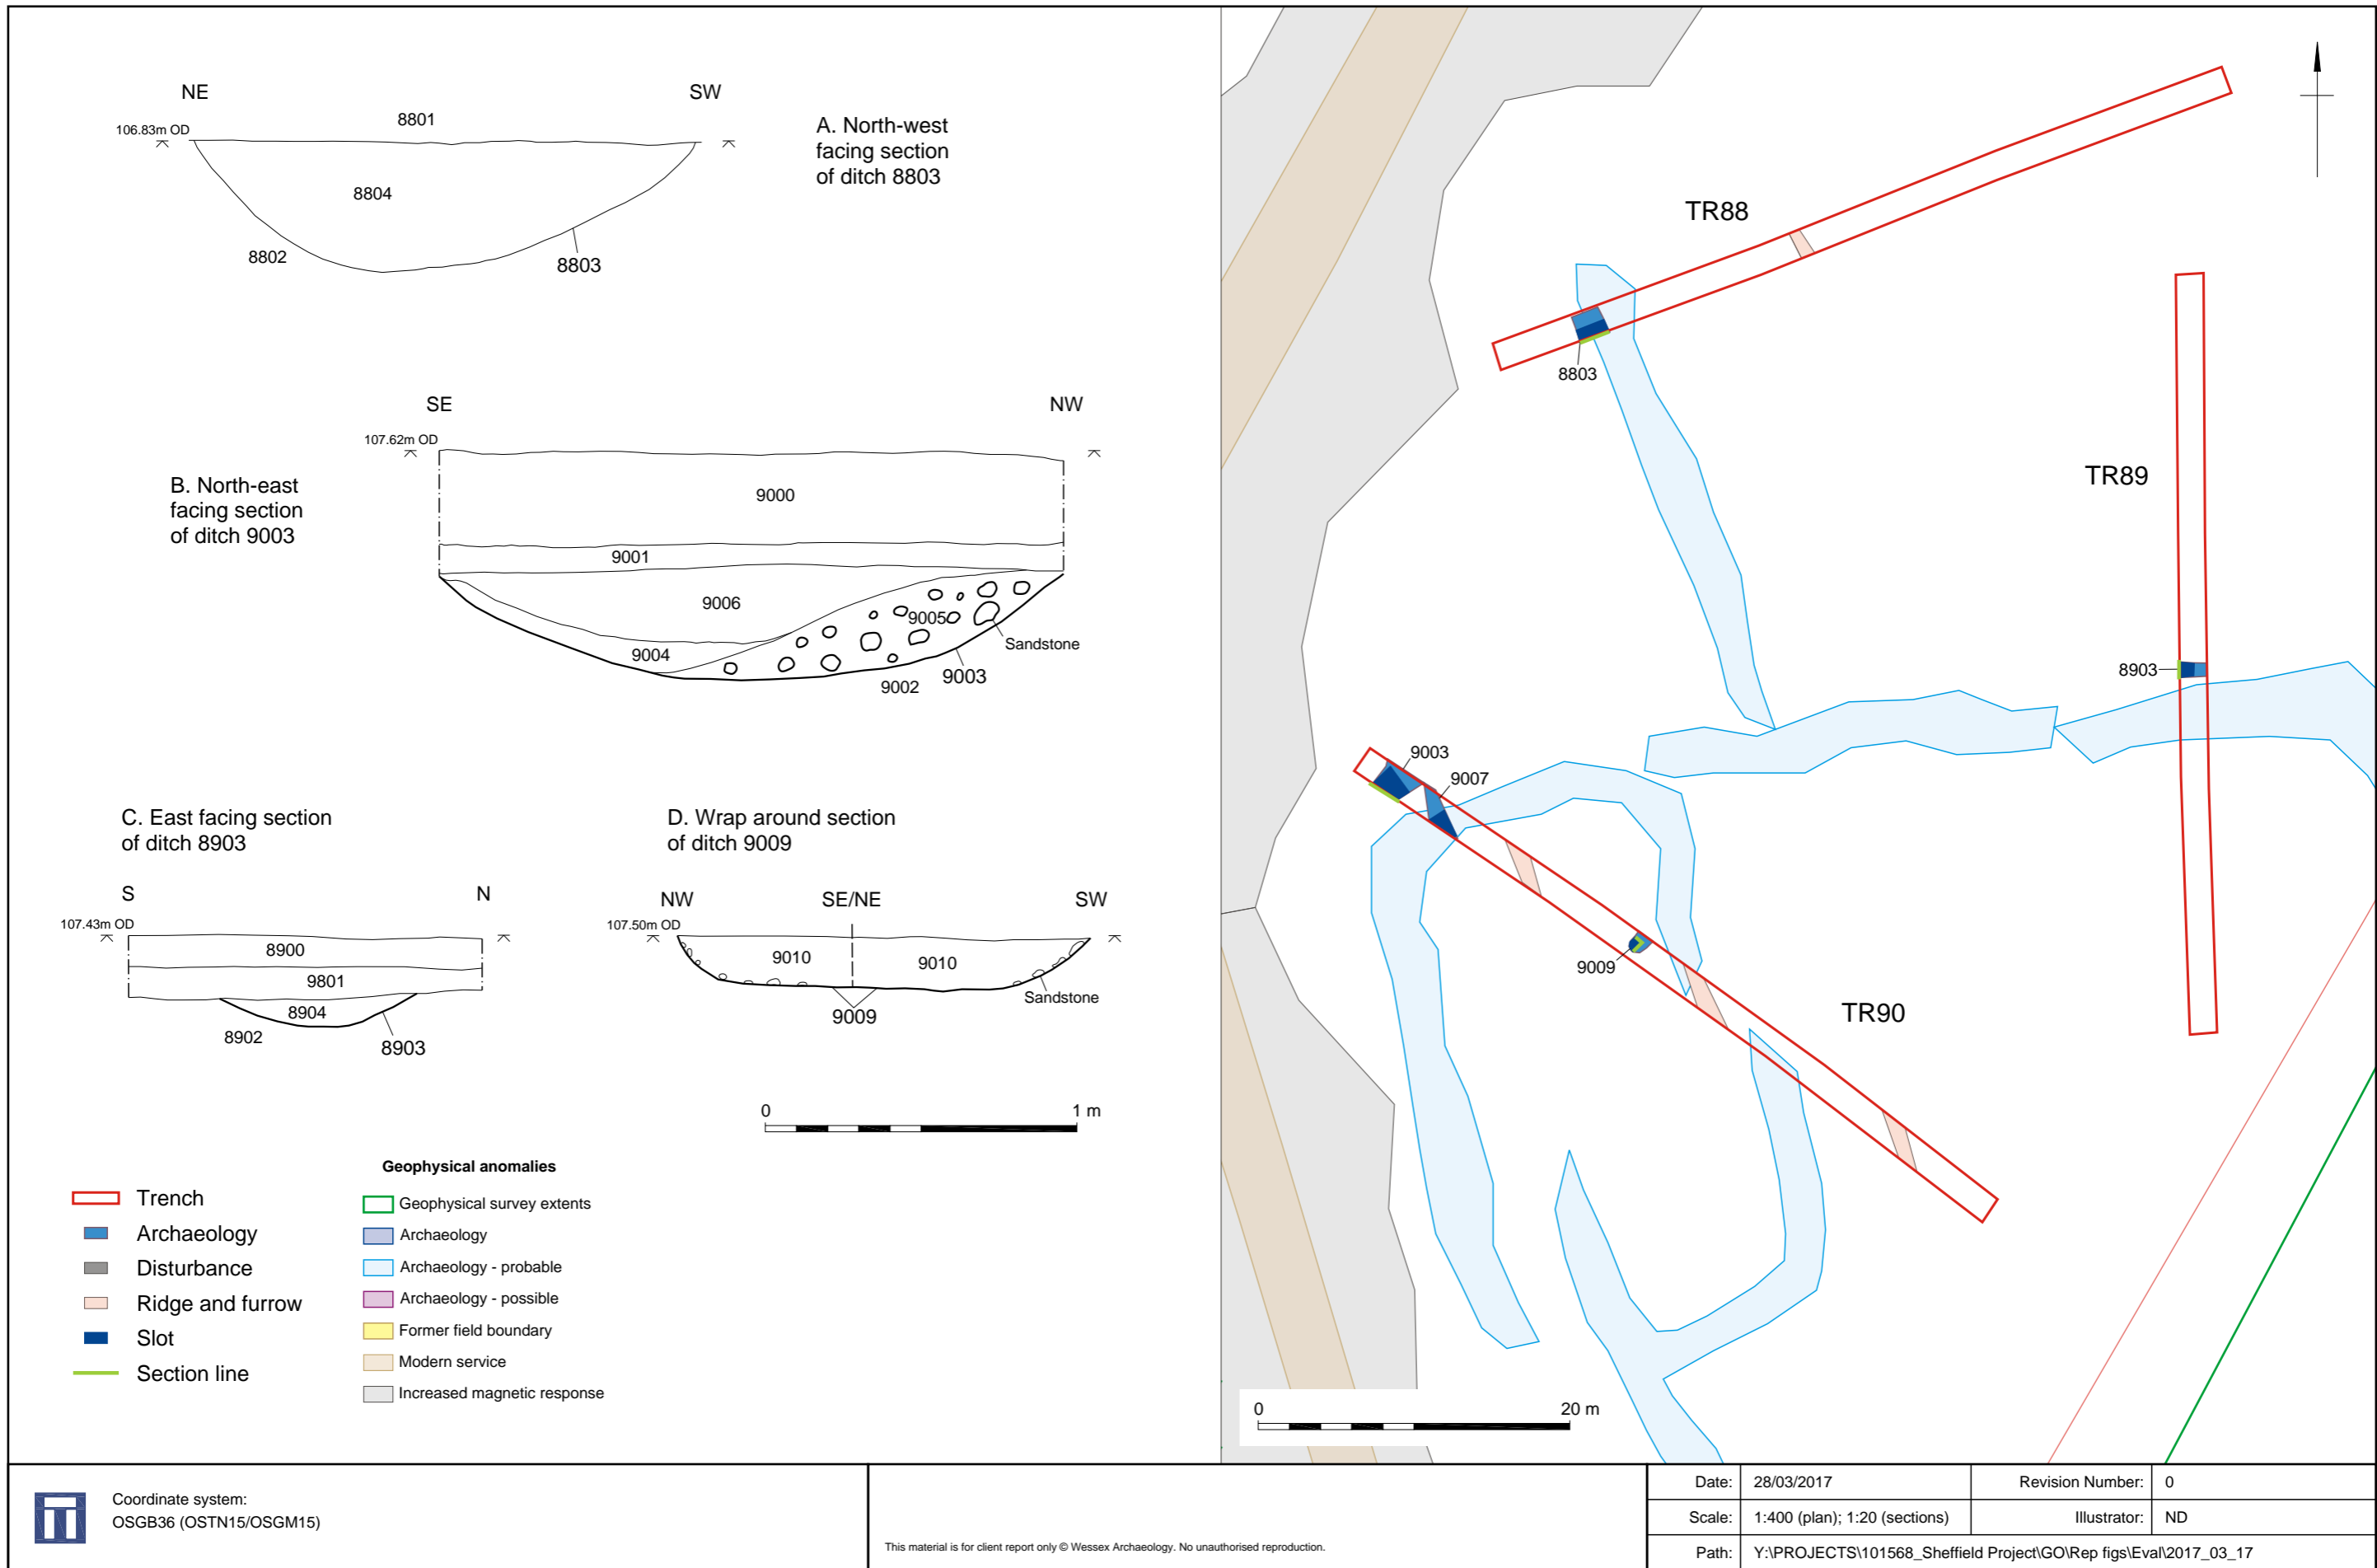 NE
SW
8801
106.83m OD
8804
8802
8803
A. North-west
facing section
of ditch 8803
SE
NW
107.62m OD
9000
B. North-east
facing section
of ditch 9003
9001
9006
9005
Sandstone
9004
9003
9002
C. East facing section
of ditch 8903
S
N
107.43m OD
8900
9801
8904
8902
8903
D. Wrap around section
of ditch 9009
NW
SE/NE
SW
107.50m OD
9010
9010
Sandstone
9009
0
1 m
Trench
Archaeology
Disturbance
Ridge and furrow
Slot
Section line
Geophysical anomalies
Geophysical survey extents
Archaeology
Archaeology - probable
Archaeology - possible
Former field boundary
Modern service
Increased magnetic response
TR88
8803
TR89
8903
9003
9007
9009
TR90
0
20 m
Coordinate system:
OSGB36 (OSTN15/OSGM15)
This material is for client report only © Wessex Archaeology. No unauthorised reproduction.
Date: 28/03/2017 Revision Number: 0
Scale: 1:400 (plan); 1:20 (sections) Illustrator: ND
Path: Y:\PROJECTS\101568_Sheffield Project\GO\Rep figs\Eval\2017_03_17